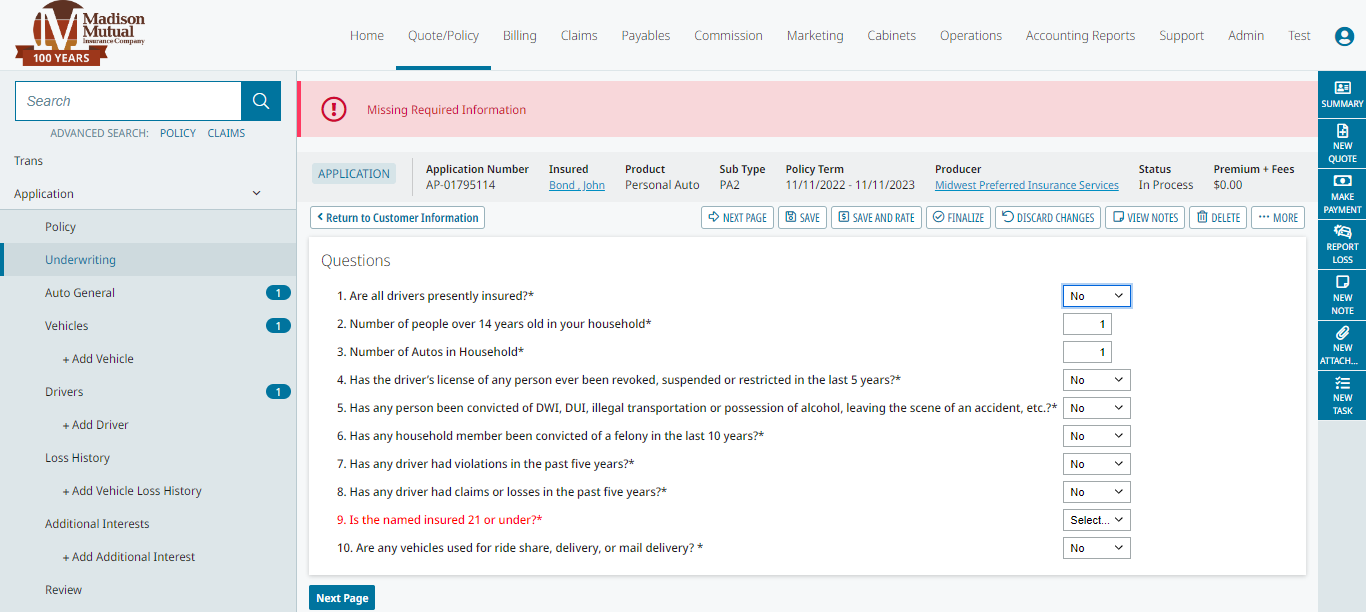 Madison
Mutual
Insurance Company
100 YEARS
Home Quote/Policy Billing Claims Payables Commission Marketing Cabinets Operations Accounting Reports Support Admin Test
Search
ADVANCED SEARCH: POLICY CLAIMS
Trans
Application
Policy
Underwriting
Auto General 1
Vehicles 1
+ Add Vehicle
Drivers 1
+ Add Driver
Loss History
+ Add Vehicle Loss History
Additional Interests
+ Add Additional Interest
Review
Missing Required Information
APPLICATION
Application Number Insured Product Sub Type Policy Term Producer Status Premium + Fees
AP-01795114 Bond , John Personal Auto PA2 11/11/2022 - 11/11/2023 Midwest Preferred Insurance Services In Process $0.00
Return to Customer Information NEXT PAGE SAVE SAVE AND RATE FINALIZE DISCARD CHANGES VIEW NOTES DELETE MORE
Questions
1. Are all drivers presently insured?* No
2. Number of people over 14 years old in your household* 1
3. Number of Autos in Household* 1
4. Has the driver's license of any person ever been revoked, suspended or restricted in the last 5 years?* No
5. Has any person been convicted of DWI, DUI, illegal transportation or possession of alcohol, leaving the scene of an accident, etc.?* No
6. Has any household member been convicted of a felony in the last 10 years?* No
7. Has any driver had violations in the past five years?* No
8. Has any driver had claims or losses in the past five years?* No
9. Is the named insured 21 or under?* Select...
10. Are any vehicles used for ride share, delivery, or mail delivery? * No
Next Page
SUMMARY
NEW
QUOTE
MAKE
PAYMENT
REPORT
LOSS
NEW
NOTE
NEW
ATTACH...
NEW
TASK